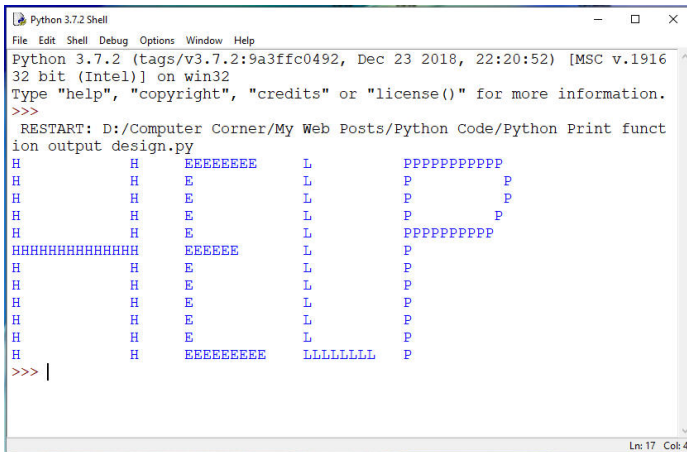 Python 3.7.2 Shell
File Edit Shell Debug Options Window Help
Python 3.7.2 (tags/v3.7.2:9a3ffc0492, Dec 23 2018, 22:20:52) [MSC v.1916
32 bit (Intel)] on win32
Type "help", "copyright", "credits" or "license()" for more information.
>>>
 RESTART: D:/Computer Corner/My Web Posts/Python Code/Python Print funct
ion output design.py
H             H     EEEEEEEE     L          PPPPPPPPPPP
H             H     E            L          P          P
H             H     E            L          P          P
H             H     E            L          P         P
H             H     E            L          PPPPPPPPPP
HHHHHHHHHHHHHHH     EEEEEE       L          P
H             H     E            L          P
H             H     E            L          P
H             H     E            L          P
H             H     E            L          P
H             H     E            L          P
H             H     EEEEEEEEE    LLLLLLLL   P
>>>
Ln: 17 Col: 4